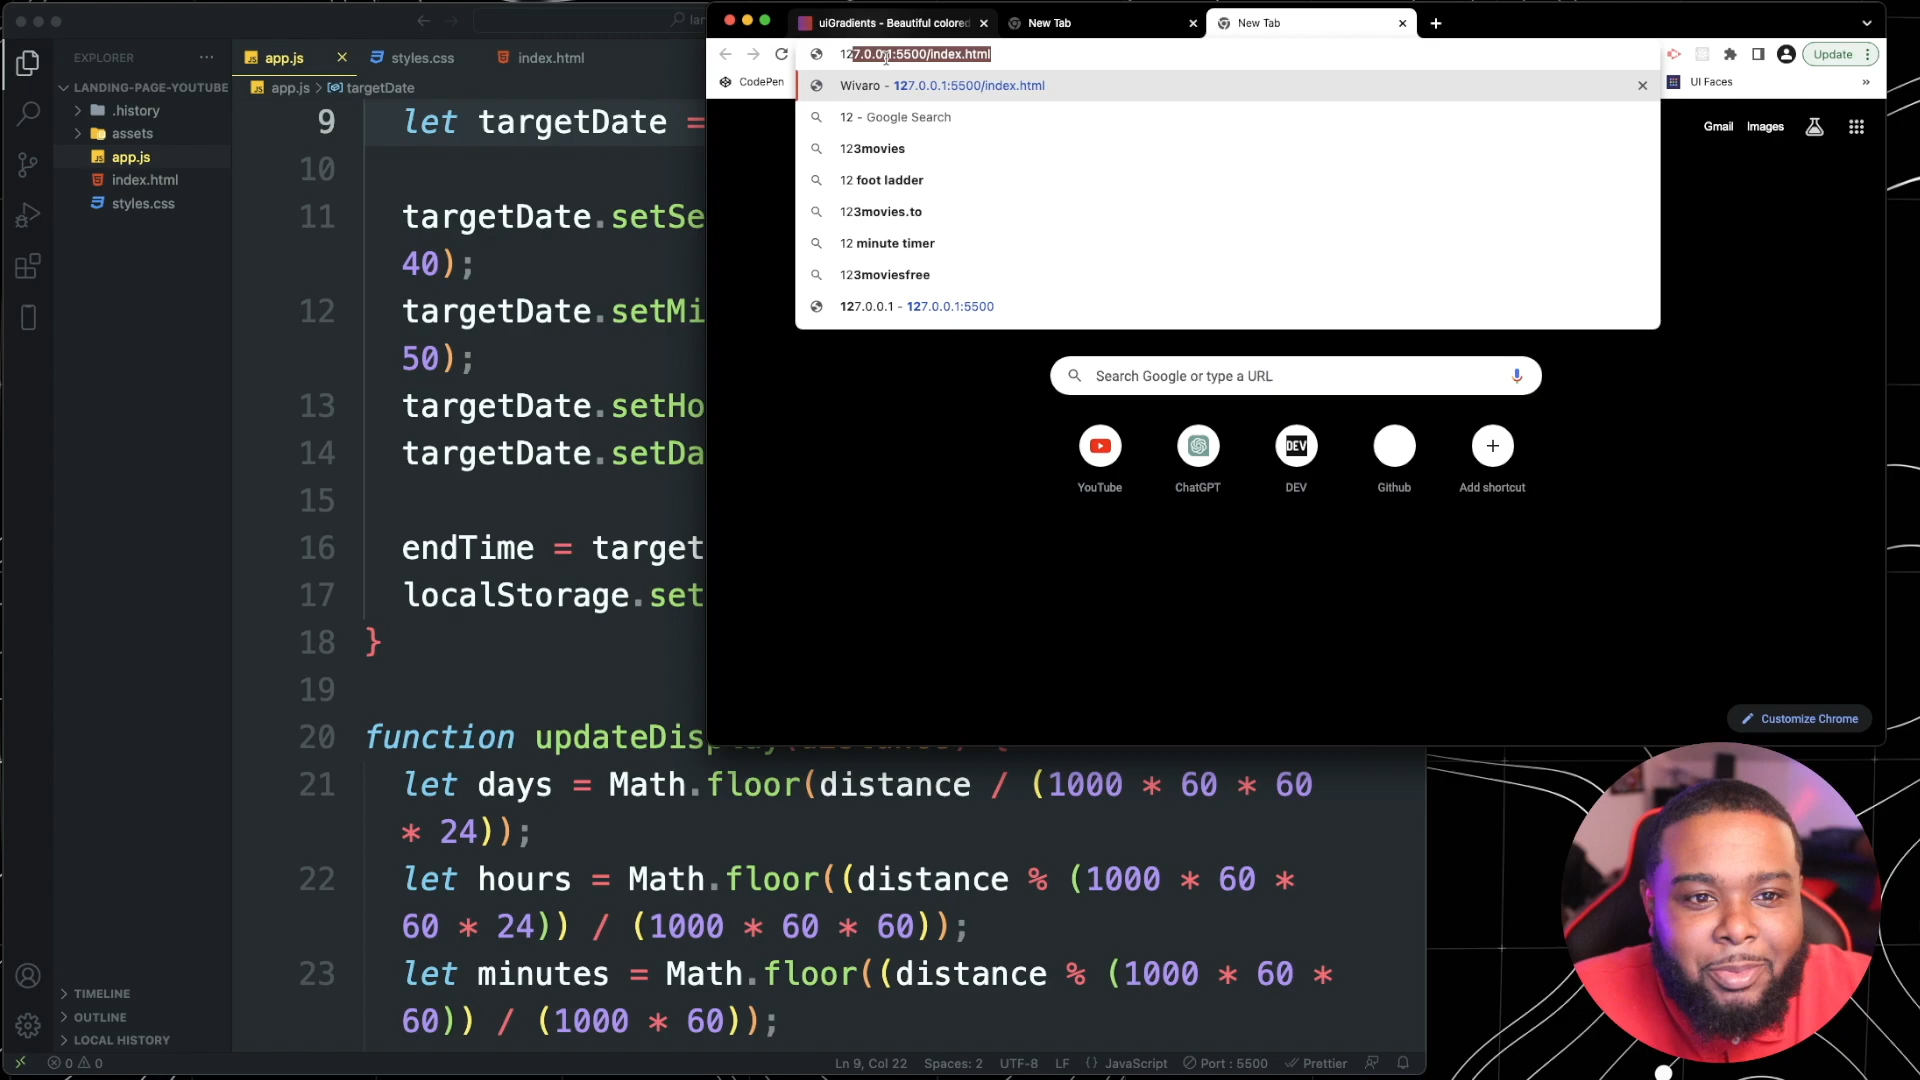 EXPLORER
LANDING-PAGE-YOUTUBE
.history
assets
app.js
index.html
styles.css
TIMELINE
OUTLINE
LOCAL HISTORY
app.js
styles.css
index.html
app.js > targetDate
9 let targetDate =
10
11 targetDate.setSe
40);
12 targetDate.setMi
50);
13 targetDate.setHo
14 targetDate.setDa
15
16 endTime = target
17 localStorage.set
18 }
19
20 function updateDisplay(distance) {
21 let days = Math.floor(distance / (1000 * 60 * 60
* 24));
22 let hours = Math.floor((distance % (1000 * 60 *
60 * 24)) / (1000 * 60 * 60));
23 let minutes = Math.floor((distance % (1000 * 60 *
60)) / (1000 * 60));
0 0
Ln 9, Col 22 Spaces: 2 UTF-8 LF {} JavaScript Port : 5500 Prettier
uiGradients - Beautiful colored
New Tab
New Tab
127.0.0.1:5500/index.html
Update
CodePen
UI Faces
Wivaro - 127.0.0.1:5500/index.html
12 - Google Search
123movies
12 foot ladder
123movies.to
12 minute timer
123moviesfree
127.0.0.1 - 127.0.0.1:5500
Gmail Images
Search Google or type a URL
YouTube
ChatGPT
DEV
DEV
Github
Add shortcut
Customize Chrome